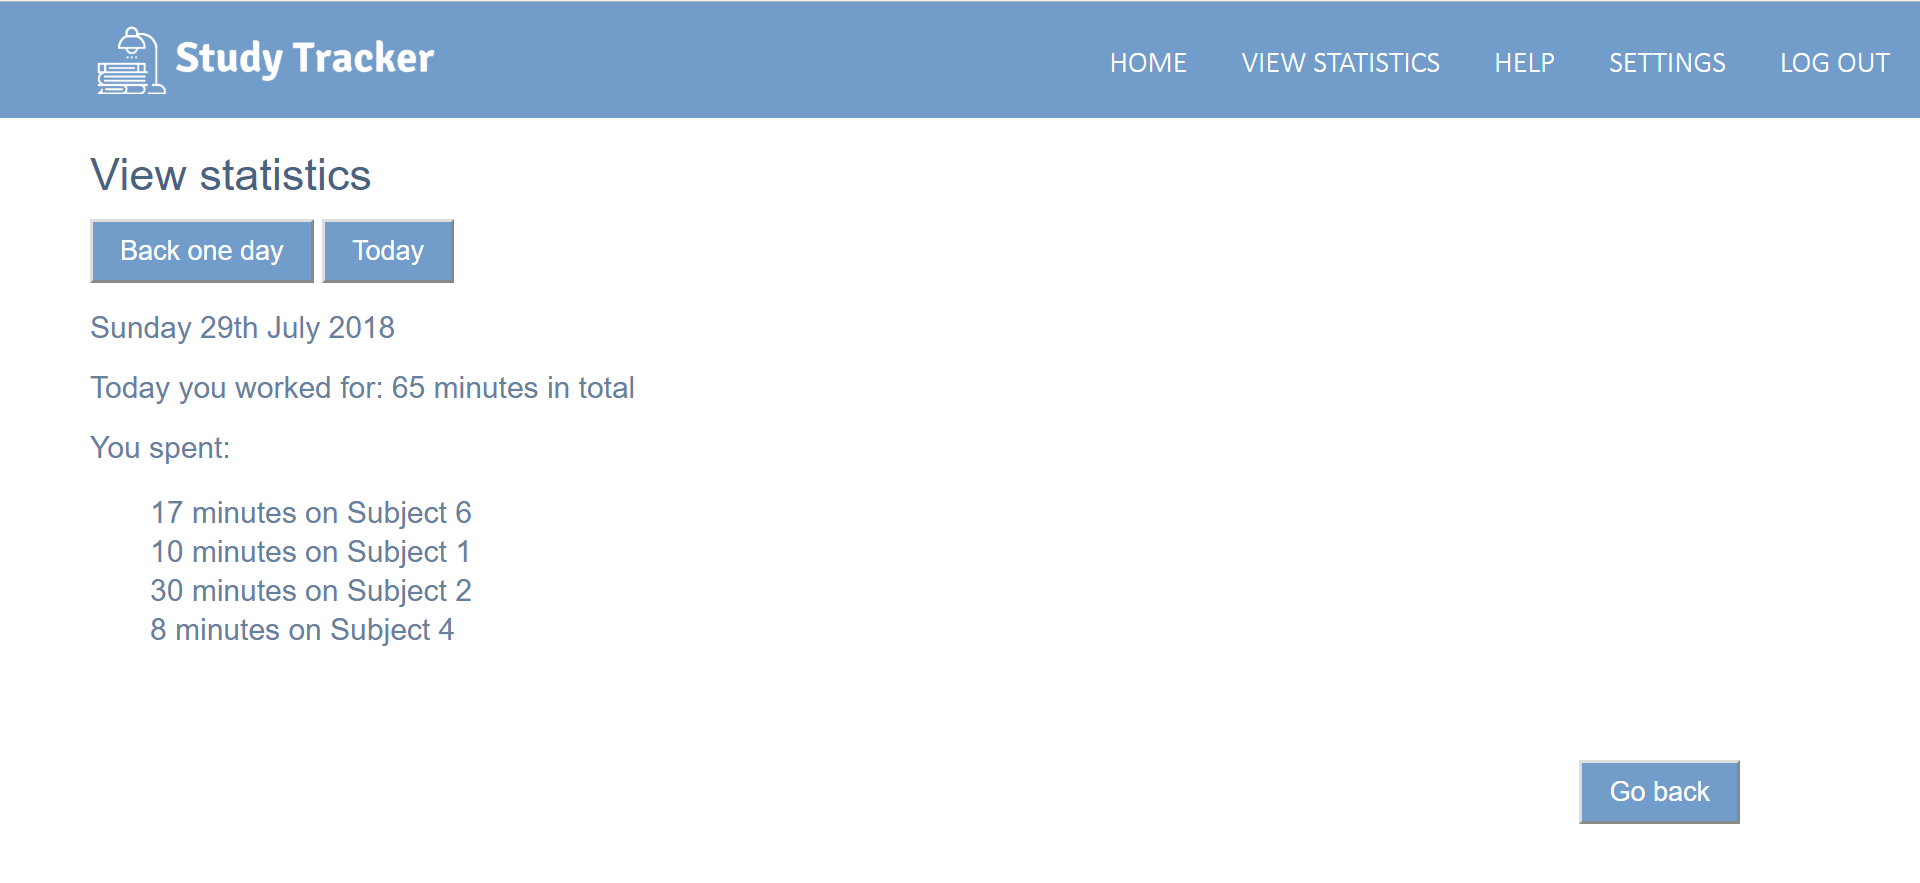 Study Tracker
HOME VIEW STATISTICS HELP SETTINGS LOG OUT
View statistics
Back one day Today
Sunday 29th July 2018
Today you worked for: 65 minutes in total
You spent:
17 minutes on Subject 6
10 minutes on Subject 1
30 minutes on Subject 2
8 minutes on Subject 4
Go back